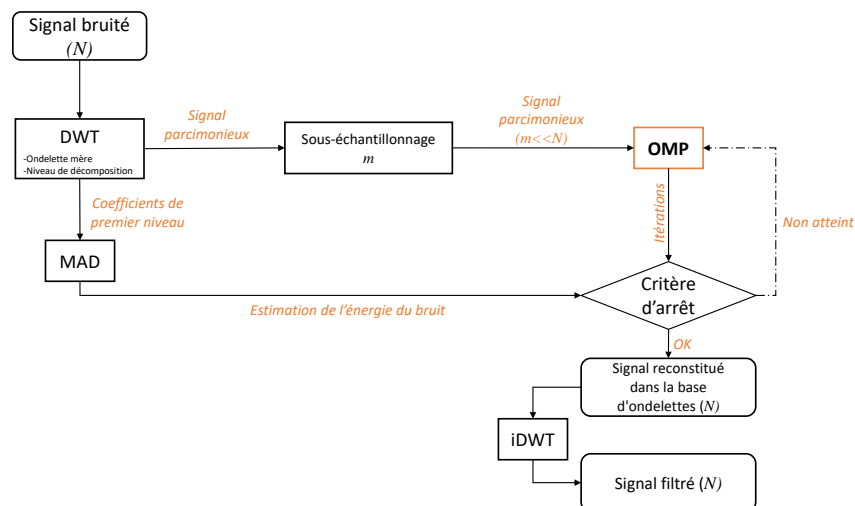 Signal bruité
(N)
Signal
parcimonieux
Signal
parcimonieux
(m<<N)
DWT
-Ondelette mère
-Niveau de décomposition
Sous-échantillonnage
m
OMP
Coefficients de
premier niveau
Itérations
Non atteint
MAD
Critère
d'arrêt
Estimation de l'énergie du bruit
OK
Signal reconstitué
dans la base
d'ondelettes (N)
iDWT
Signal filtré (N)